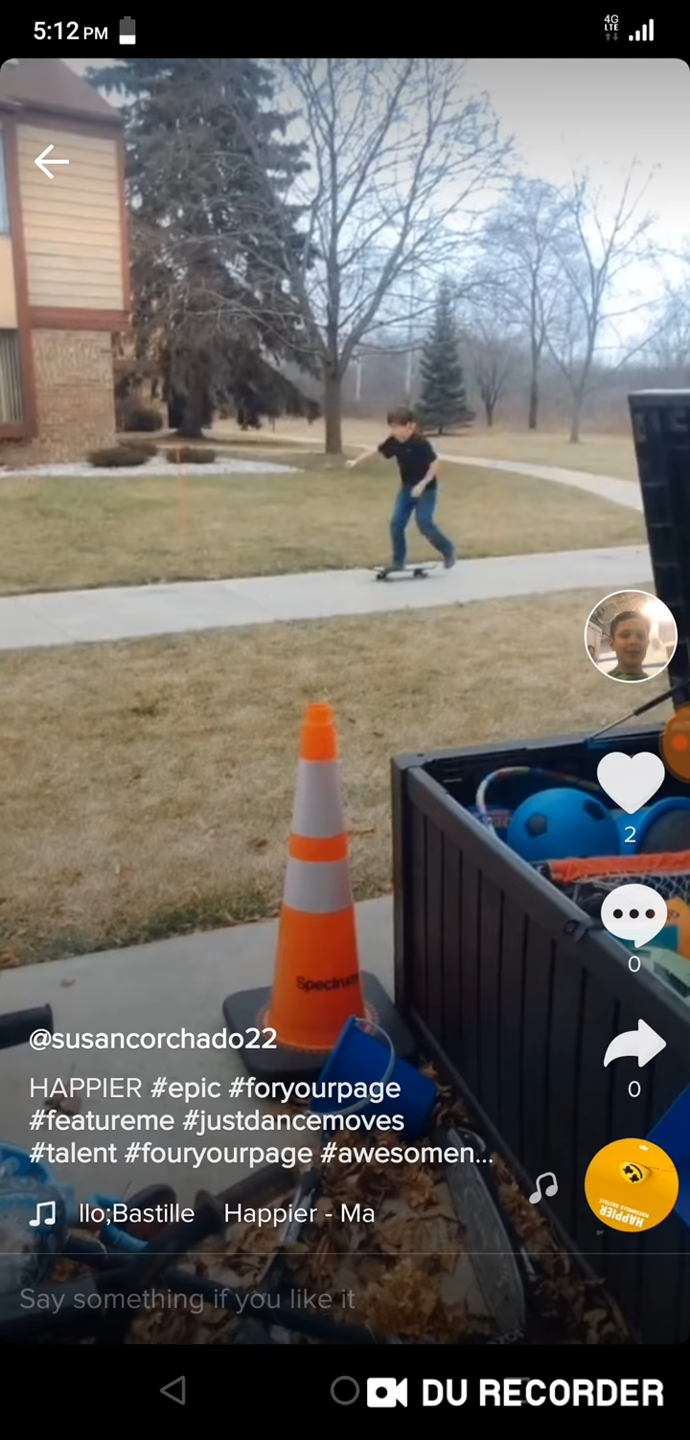 5:12 PM
4G
LTE
Spectrum
2
0
@susancorchado22
HAPPIER #epic #foryourpage
#featureme #justdancemoves
0
#talent #fouryourpage #awesomen...
llo;Bastille Happier - Ma
HAPPIER
Say something if you like it
DU RECORDER